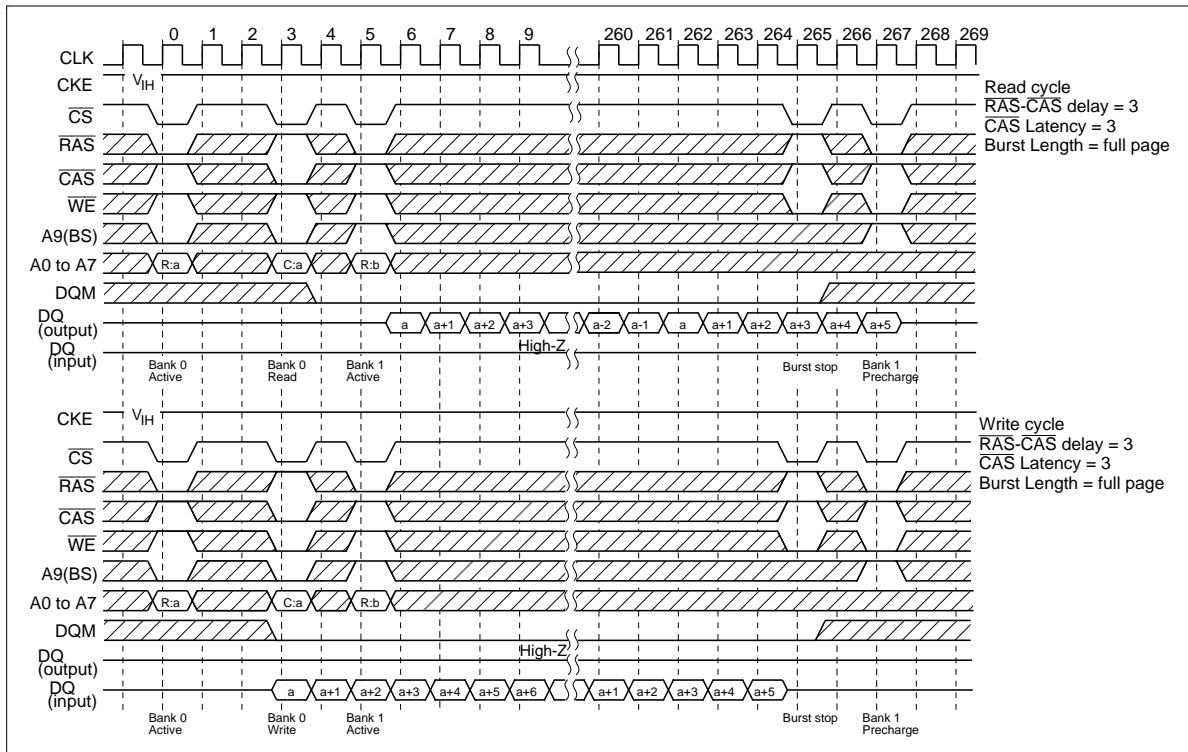 0 1 2 3 4 5 6 7 8 9 260 261 262 263 264 265 266 267 268 269
CLK
CKE VIH
CS
RAS
CAS
WE
A9(BS)
A0 to A7 R:a C:a R:b
DQM
DQ (output) a a+1 a+2 a+3 a-2 a-1 a a+1 a+2 a+3 a+4 a+5
DQ (input) High-Z
Bank 0 Active
Bank 0 Read
Bank 1 Active
Burst stop
Bank 1 Precharge
Read cycle
RAS-CAS delay = 3
CAS Latency = 3
Burst Length = full page
CKE VIH
CS
RAS
CAS
WE
A9(BS)
A0 to A7 R:a C:a R:b
DQM
DQ (output) High-Z
DQ (input) a a+1 a+2 a+3 a+4 a+5 a+6 a+1 a+2 a+3 a+4 a+5
Bank 0 Active
Bank 0 Write
Bank 1 Active
Burst stop
Bank 1 Precharge
Write cycle
RAS-CAS delay = 3
CAS Latency = 3
Burst Length = full page